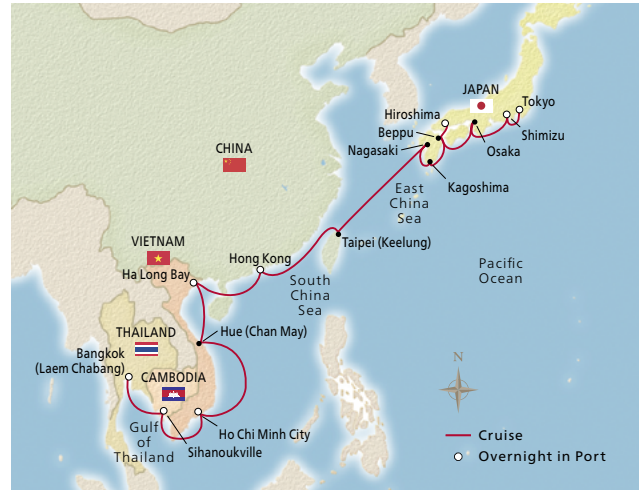 JAPAN
Tokyo
Hiroshima
Shimizu
Beppu
Osaka
Nagasaki
CHINA
Kagoshima
East
China
Sea
VIETNAM
Taipei (Keelung)
Hong Kong
Ha Long Bay
Pacific
Ocean
South
China
Sea
THAILAND
Hue (Chan May)
Bangkok
(Laem Chabang)
CAMBODIA
N
Gulf
of
Thailand
Ho Chi Minh City
Sihanoukville
Cruise
Overnight in Port